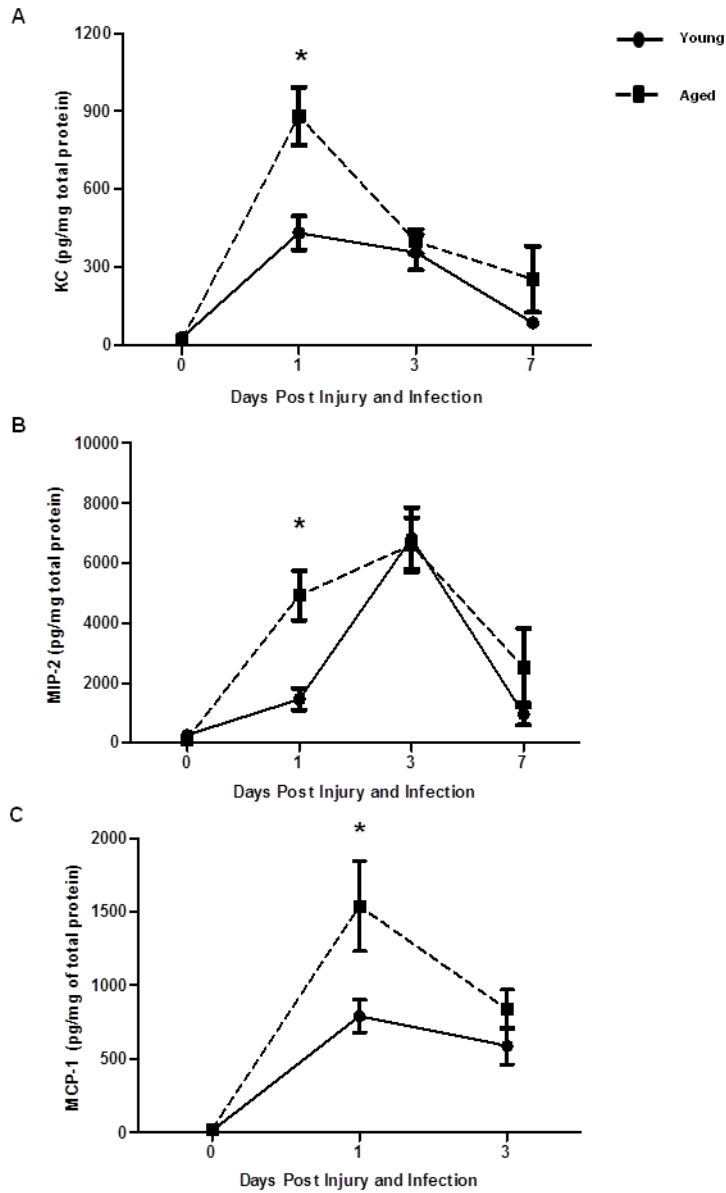 A
1200
900
600
300
0
KC (pg/mg total protein)
*
0 1 3 7
Days Post Injury and Infection
Young
Aged
B
10000
8000
6000
4000
2000
0
MIP-2 (pg/mg total protein)
*
0 1 3 7
Days Post Injury and Infection
C
2000
1500
1000
500
0
MCP-1 (pg/mg of total protein)
*
0 1 3
Days Post Injury and Infection